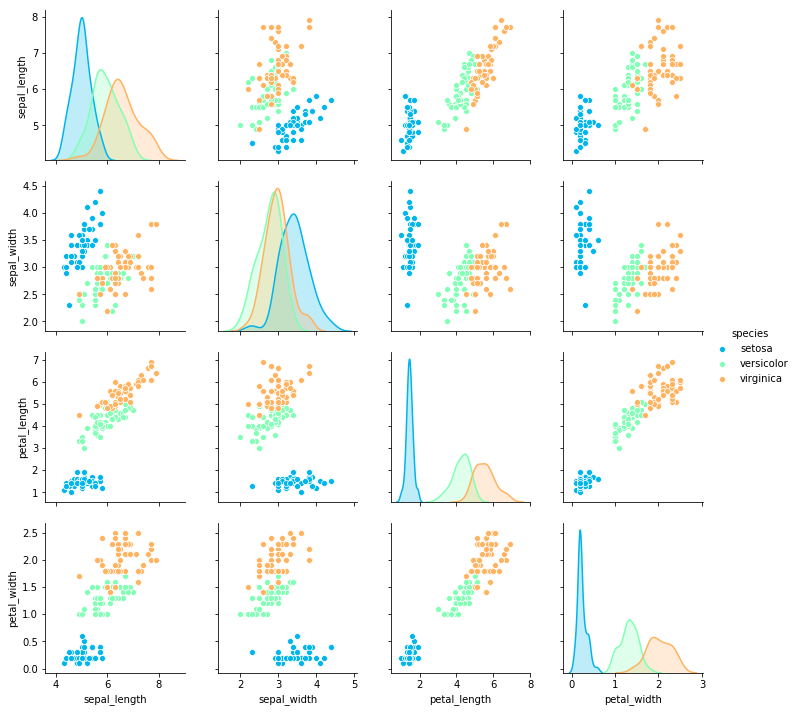 sepal_length
8
7
6
5
sepal_width
4.5
4.0
3.5
3.0
2.5
2.0
species
setosa
versicolor
virginica
petal_length
7
6
5
4
3
2
1
petal_width
2.5
2.0
1.5
1.0
0.5
0.0
4 6 8
2 3 4 5
2 4 6 8
0 1 2 3
sepal_length sepal_width petal_length petal_width